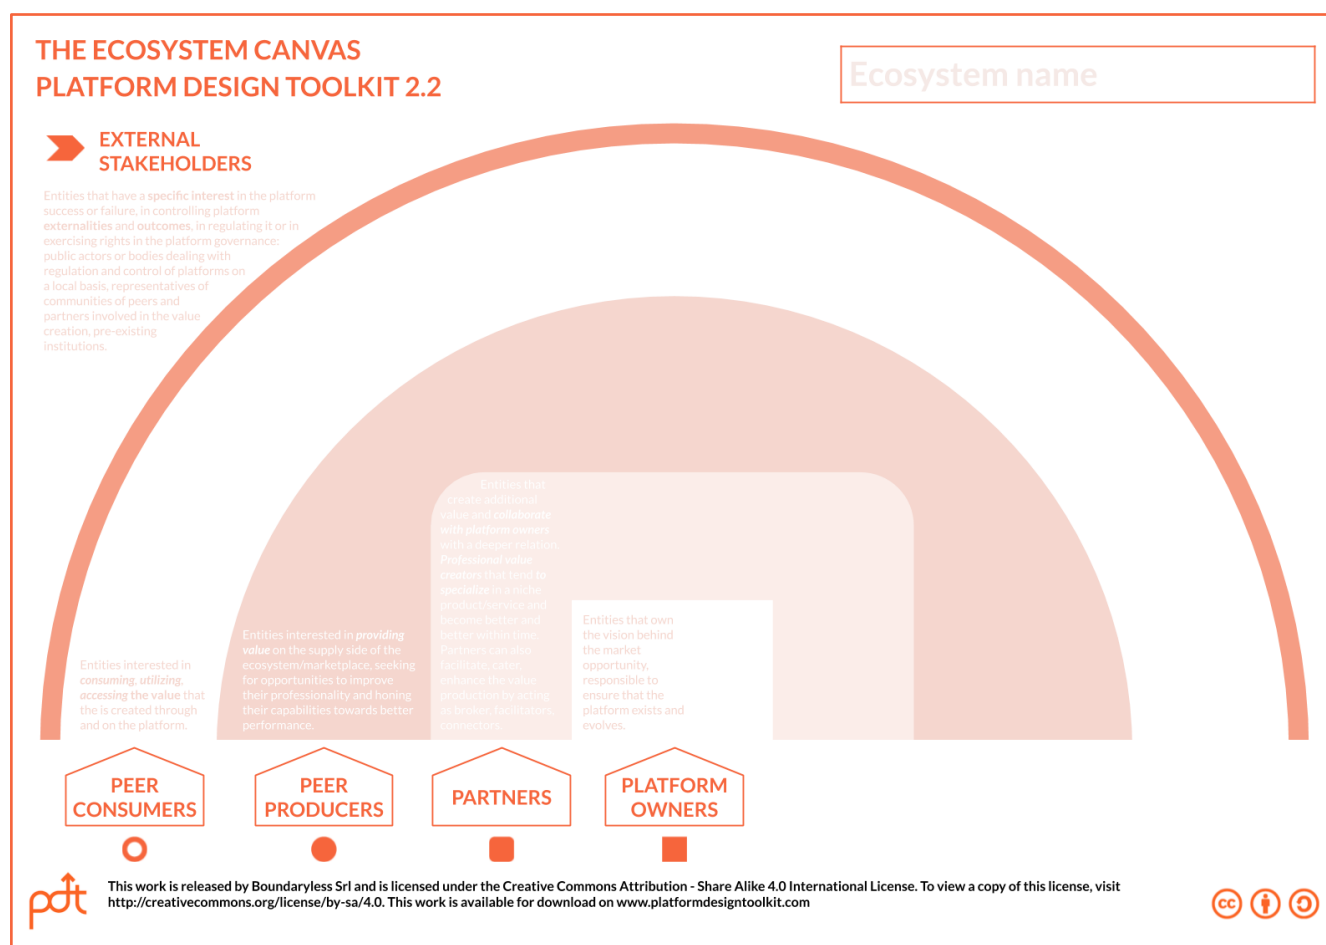 THE ECOSYSTEM CANVAS
PLATFORM DESIGN TOOLKIT 2.2
Ecosystem name
EXTERNAL
STAKEHOLDERS
Entities that have a specific interest in the platform
success or failure, in controlling platform
externalities and outcomes, in regulating it or in
exercising rights in the platform governance:
public actors or bodies dealing with
regulation and control of platforms on
a local basis, representatives of
communities of peers and
partners involved in the value
creation, pre-existing
institutions.
Entities interested in
consuming, utilizing,
accessing the value that
the is created through
and on the platform.
Entities interested in providing
value on the supply side of the
ecosystem/marketplace, seeking
for opportunities to improve
their professionality and honing
their capabilities towards better
performance.
Entities that
create additional
value and collaborate
with platform owners
with a deeper relation.
Professional value
creators that tend to
specialize in a niche
product/service and
become better and
better within time.
Partners can also
facilitate, cater,
enhance the value
production by acting
as broker, facilitators,
connectors.
Entities that own
the vision behind
the market
opportunity,
responsible to
ensure that the
platform exists and
evolves.
PEER
CONSUMERS
PEER
PRODUCERS
PARTNERS
PLATFORM
OWNERS
pdt
This work is released by Boundaryless Srl and is licensed under the Creative Commons Attribution - Share Alike 4.0 International License. To view a copy of this license, visit
http://creativecommons.org/license/by-sa/4.0. This work is available for download on www.platformdesigntoolkit.com
cc